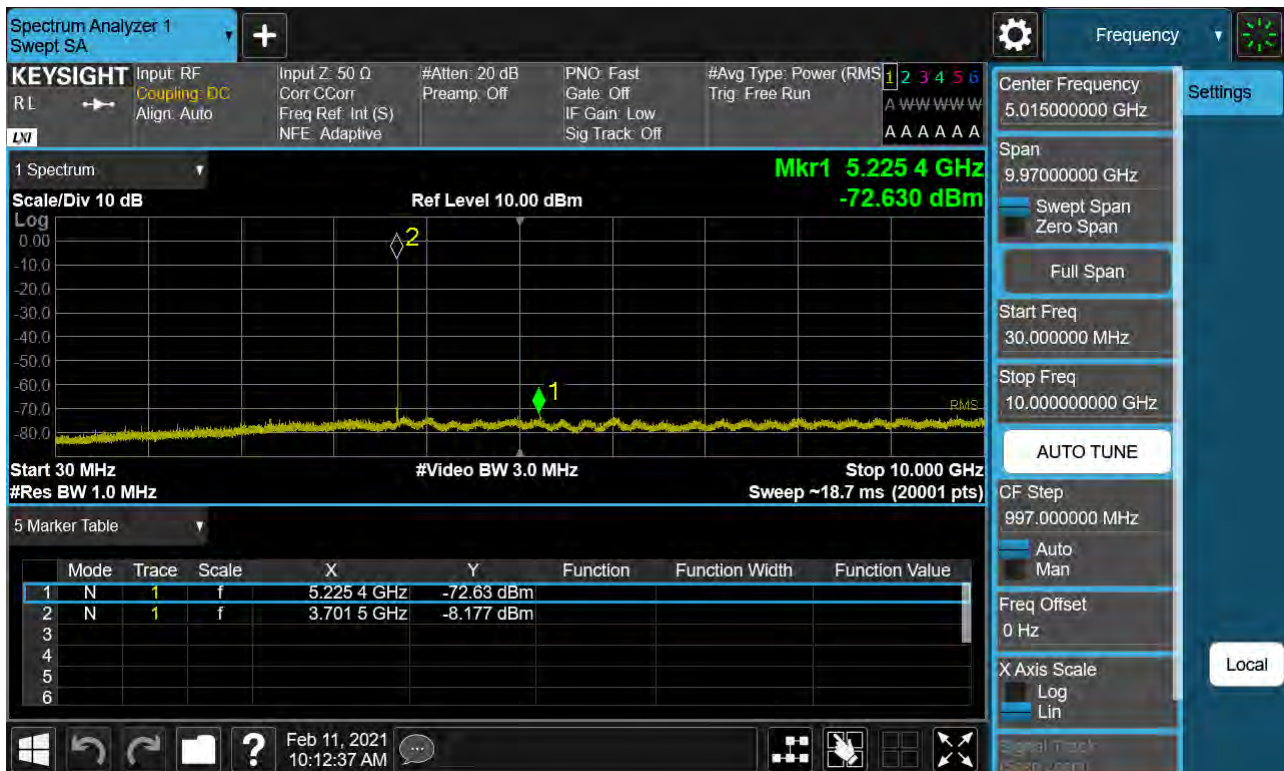 Spectrum Analyzer 1
Swept SA
Frequency
KEYSIGHT
R L
LXI
Input: RF
Coupling: DC
Align: Auto
Input Z: 50 Ω
Corr CCorr
Freq Ref: Int (S)
NFE: Adaptive
#Atten: 20 dB
Preamp: Off
PNO: Fast
Gate: Off
IF Gain: Low
Sig Track: Off
#Avg Type: Power (RMS
Trig: Free Run
1 2 3 4 5 6
A W W W W W
A A A A A A
1 Spectrum
Mkr1 5.225 4 GHz
-72.630 dBm
Scale/Div 10 dB
Ref Level 10.00 dBm
Log
0.00
-10.0
-20.0
-30.0
-40.0
-50.0
-60.0
-70.0
-80.0
2
1
RMS
Start 30 MHz
#Video BW 3.0 MHz
Stop 10.000 GHz
#Res BW 1.0 MHz
Sweep ~18.7 ms (20001 pts)
5 Marker Table
Mode Trace Scale X Y Function Function Width Function Value
1 N 1 f 5.225 4 GHz -72.63 dBm
2 N 1 f 3.701 5 GHz -8.177 dBm
3
4
5
6
Feb 11, 2021
10:12:37 AM
Center Frequency
5.015000000 GHz
Settings
Span
9.97000000 GHz
Swept Span
Zero Span
Full Span
Start Freq
30.000000 MHz
Stop Freq
10.000000000 GHz
AUTO TUNE
CF Step
997.000000 MHz
Auto
Man
Freq Offset
0 Hz
X Axis Scale
Log
Lin
Local
Signal Track
(Span Zoom)